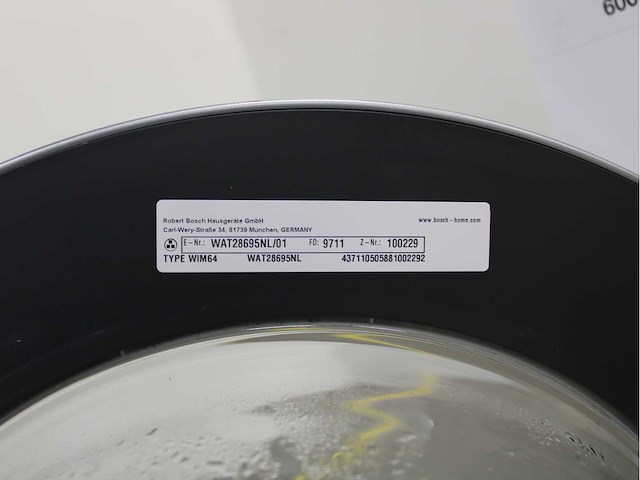 600
Robert Bosch Hausgeräte GmbH
www.bosch-home.com
Carl-Wery-Straße 34, 81739 München, GERMANY
E-Nr.: WAT28695NL/01 FD: 9711 Z-Nr.: 100229
TYPE WIM64 WAT28695NL 437110505881002292